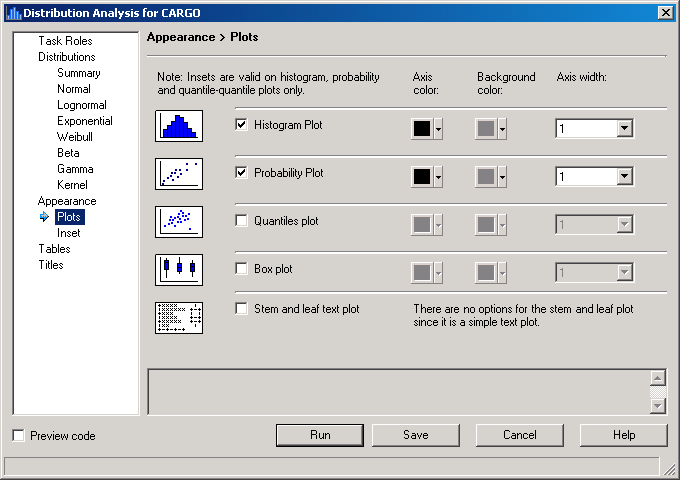 Distribution Analysis for CARGO
Task Roles
Distributions
Summary
Normal
Lognormal
Exponential
Weibull
Beta
Gamma
Kernel
Appearance
Plots
Inset
Tables
Titles
Appearance > Plots
Note: Insets are valid on histogram, probability
and quantile-quantile plots only.
Axis
color:
Background
color:
Axis width:
Histogram Plot
1
Probability Plot
1
Quantiles plot
1
Box plot
1
Stem and leaf text plot
There are no options for the stem and leaf plot
since it is a simple text plot.
Preview code
Run
Save
Cancel
Help